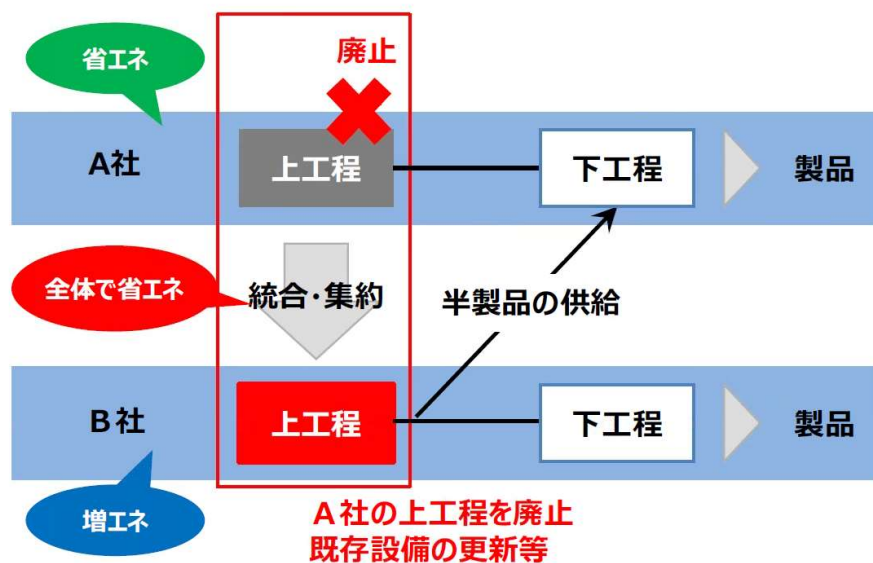 省エネ
廃止
A社
上工程
下工程
製品
全体で省エネ
統合・集約
半製品の供給
B社
上工程
下工程
製品
増エネ
A社の上工程を廃止
既存設備の更新等